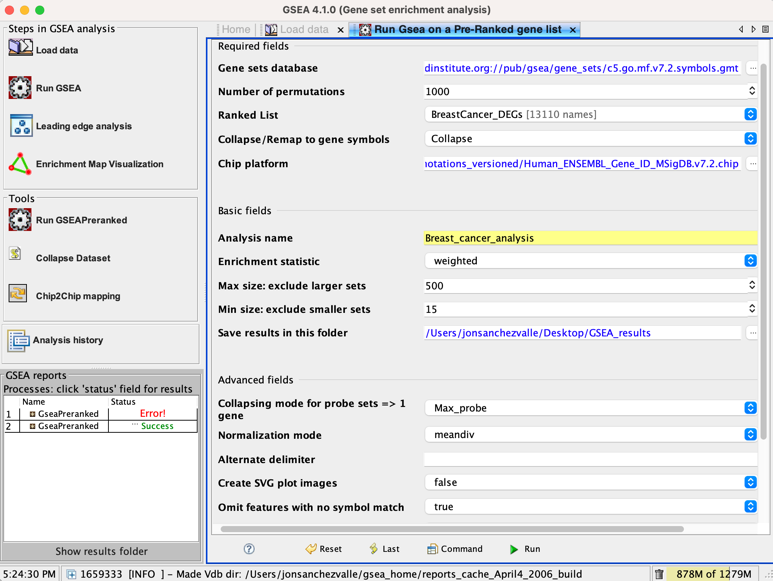 GSEA 4.1.0 (Gene set enrichment analysis)
Steps in GSEA analysis
Load data
Run GSEA
Leading edge analysis
Enrichment Map Visualization
Tools
Run GSEAPreranked
Collapse Dataset
Chip2Chip mapping
Analysis history
GSEA reports
Processes: click 'status' field for results
Name Status
1 GseaPreranked Error!
2 GseaPreranked ... Success
Show results folder
Home Load data × Run Gsea on a Pre-Ranked gene list ×
Required fields
Gene sets database dinstitute.org://pub/gsea/gene_sets/c5.go.mf.v7.2.symbols.gmt ...
Number of permutations 1000
Ranked List BreastCancer_DEGs [13110 names]
Collapse/Remap to gene symbols Collapse
Chip platform notations_versioned/Human_ENSEMBL_Gene_ID_MSigDB.v7.2.chip ...
Basic fields
Analysis name Breast_cancer_analysis
Enrichment statistic weighted
Max size: exclude larger sets 500
Min size: exclude smaller sets 15
Save results in this folder /Users/jonsanchezvalle/Desktop/GSEA_results ...
Advanced fields
Collapsing mode for probe sets => 1
gene Max_probe
Normalization mode meandiv
Alternate delimiter
Create SVG plot images false
Omit features with no symbol match true
? Reset Last Command Run
5:24:30 PM 1659333 [INFO ] - Made Vdb dir: /Users/jonsanchezvalle/gsea_home/reports_cache_April4_2006_build 878M of 1279M